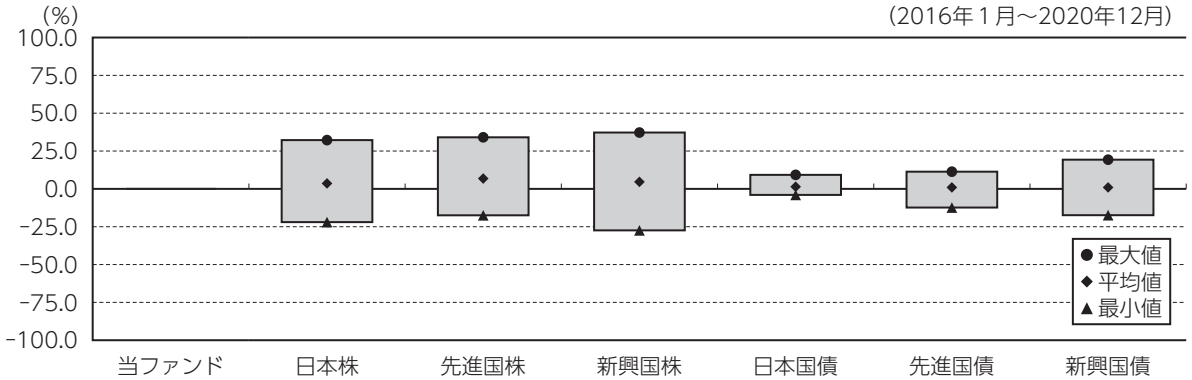 (%)
(2016年1月～2020年12月)
100.0
75.0
50.0
25.0
0.0
-25.0
-50.0
-75.0
-100.0
●最大値
◆平均値
▲最小値
当ファンド 日本株 先進国株 新興国株 日本国債 先進国債 新興国債